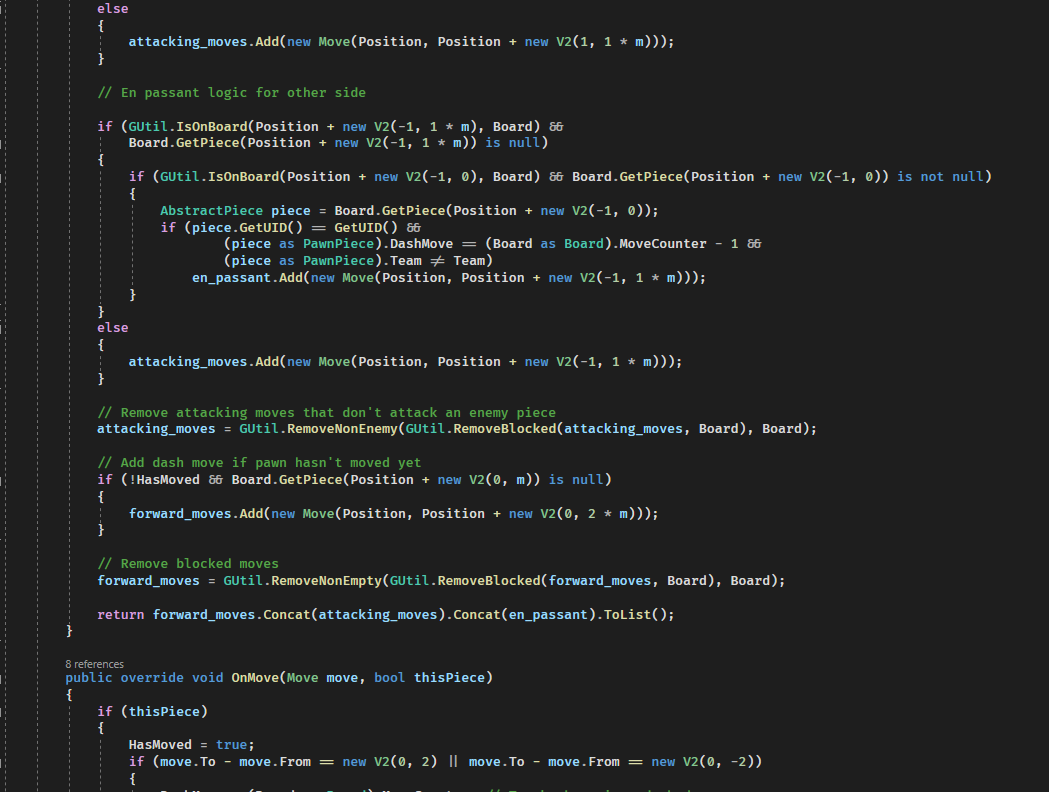 else
{
attacking_moves.Add(new Move(Position, Position + new V2(1, 1 * m)));
}
// En passant logic for other side
if (GUtil.IsOnBoard(Position + new V2(-1, 1 * m), Board) &&
Board.GetPiece(Position + new V2(-1, 1 * m)) is null)
{
if (GUtil.IsOnBoard(Position + new V2(-1, 0), Board) && Board.GetPiece(Position + new V2(-1, 0)) is not null)
{
AbstractPiece piece = Board.GetPiece(Position + new V2(-1, 0));
if (piece.GetUID() == GetUID() &&
(piece as PawnPiece).DashMove == (Board as Board).MoveCounter - 1 &&
(piece as PawnPiece).Team != Team)
en_passant.Add(new Move(Position, Position + new V2(-1, 1 * m)));
}
}
else
{
attacking_moves.Add(new Move(Position, Position + new V2(-1, 1 * m)));
}
// Remove attacking moves that don't attack an enemy piece
attacking_moves = GUtil.RemoveNonEnemy(GUtil.RemoveBlocked(attacking_moves, Board), Board);
// Add dash move if pawn hasn't moved yet
if (!HasMoved && Board.GetPiece(Position + new V2(0, m)) is null)
{
forward_moves.Add(new Move(Position, Position + new V2(0, 2 * m)));
}
// Remove blocked moves
forward_moves = GUtil.RemoveNonEmpty(GUtil.RemoveBlocked(forward_moves, Board), Board);
return forward_moves.Concat(attacking_moves).Concat(en_passant).ToList();
}
8 references
public override void OnMove(Move move, bool thisPiece)
{
if (thisPiece)
{
HasMoved = true;
if (move.To - move.From == new V2(0, 2) || move.To - move.From == new V2(0, -2))
{